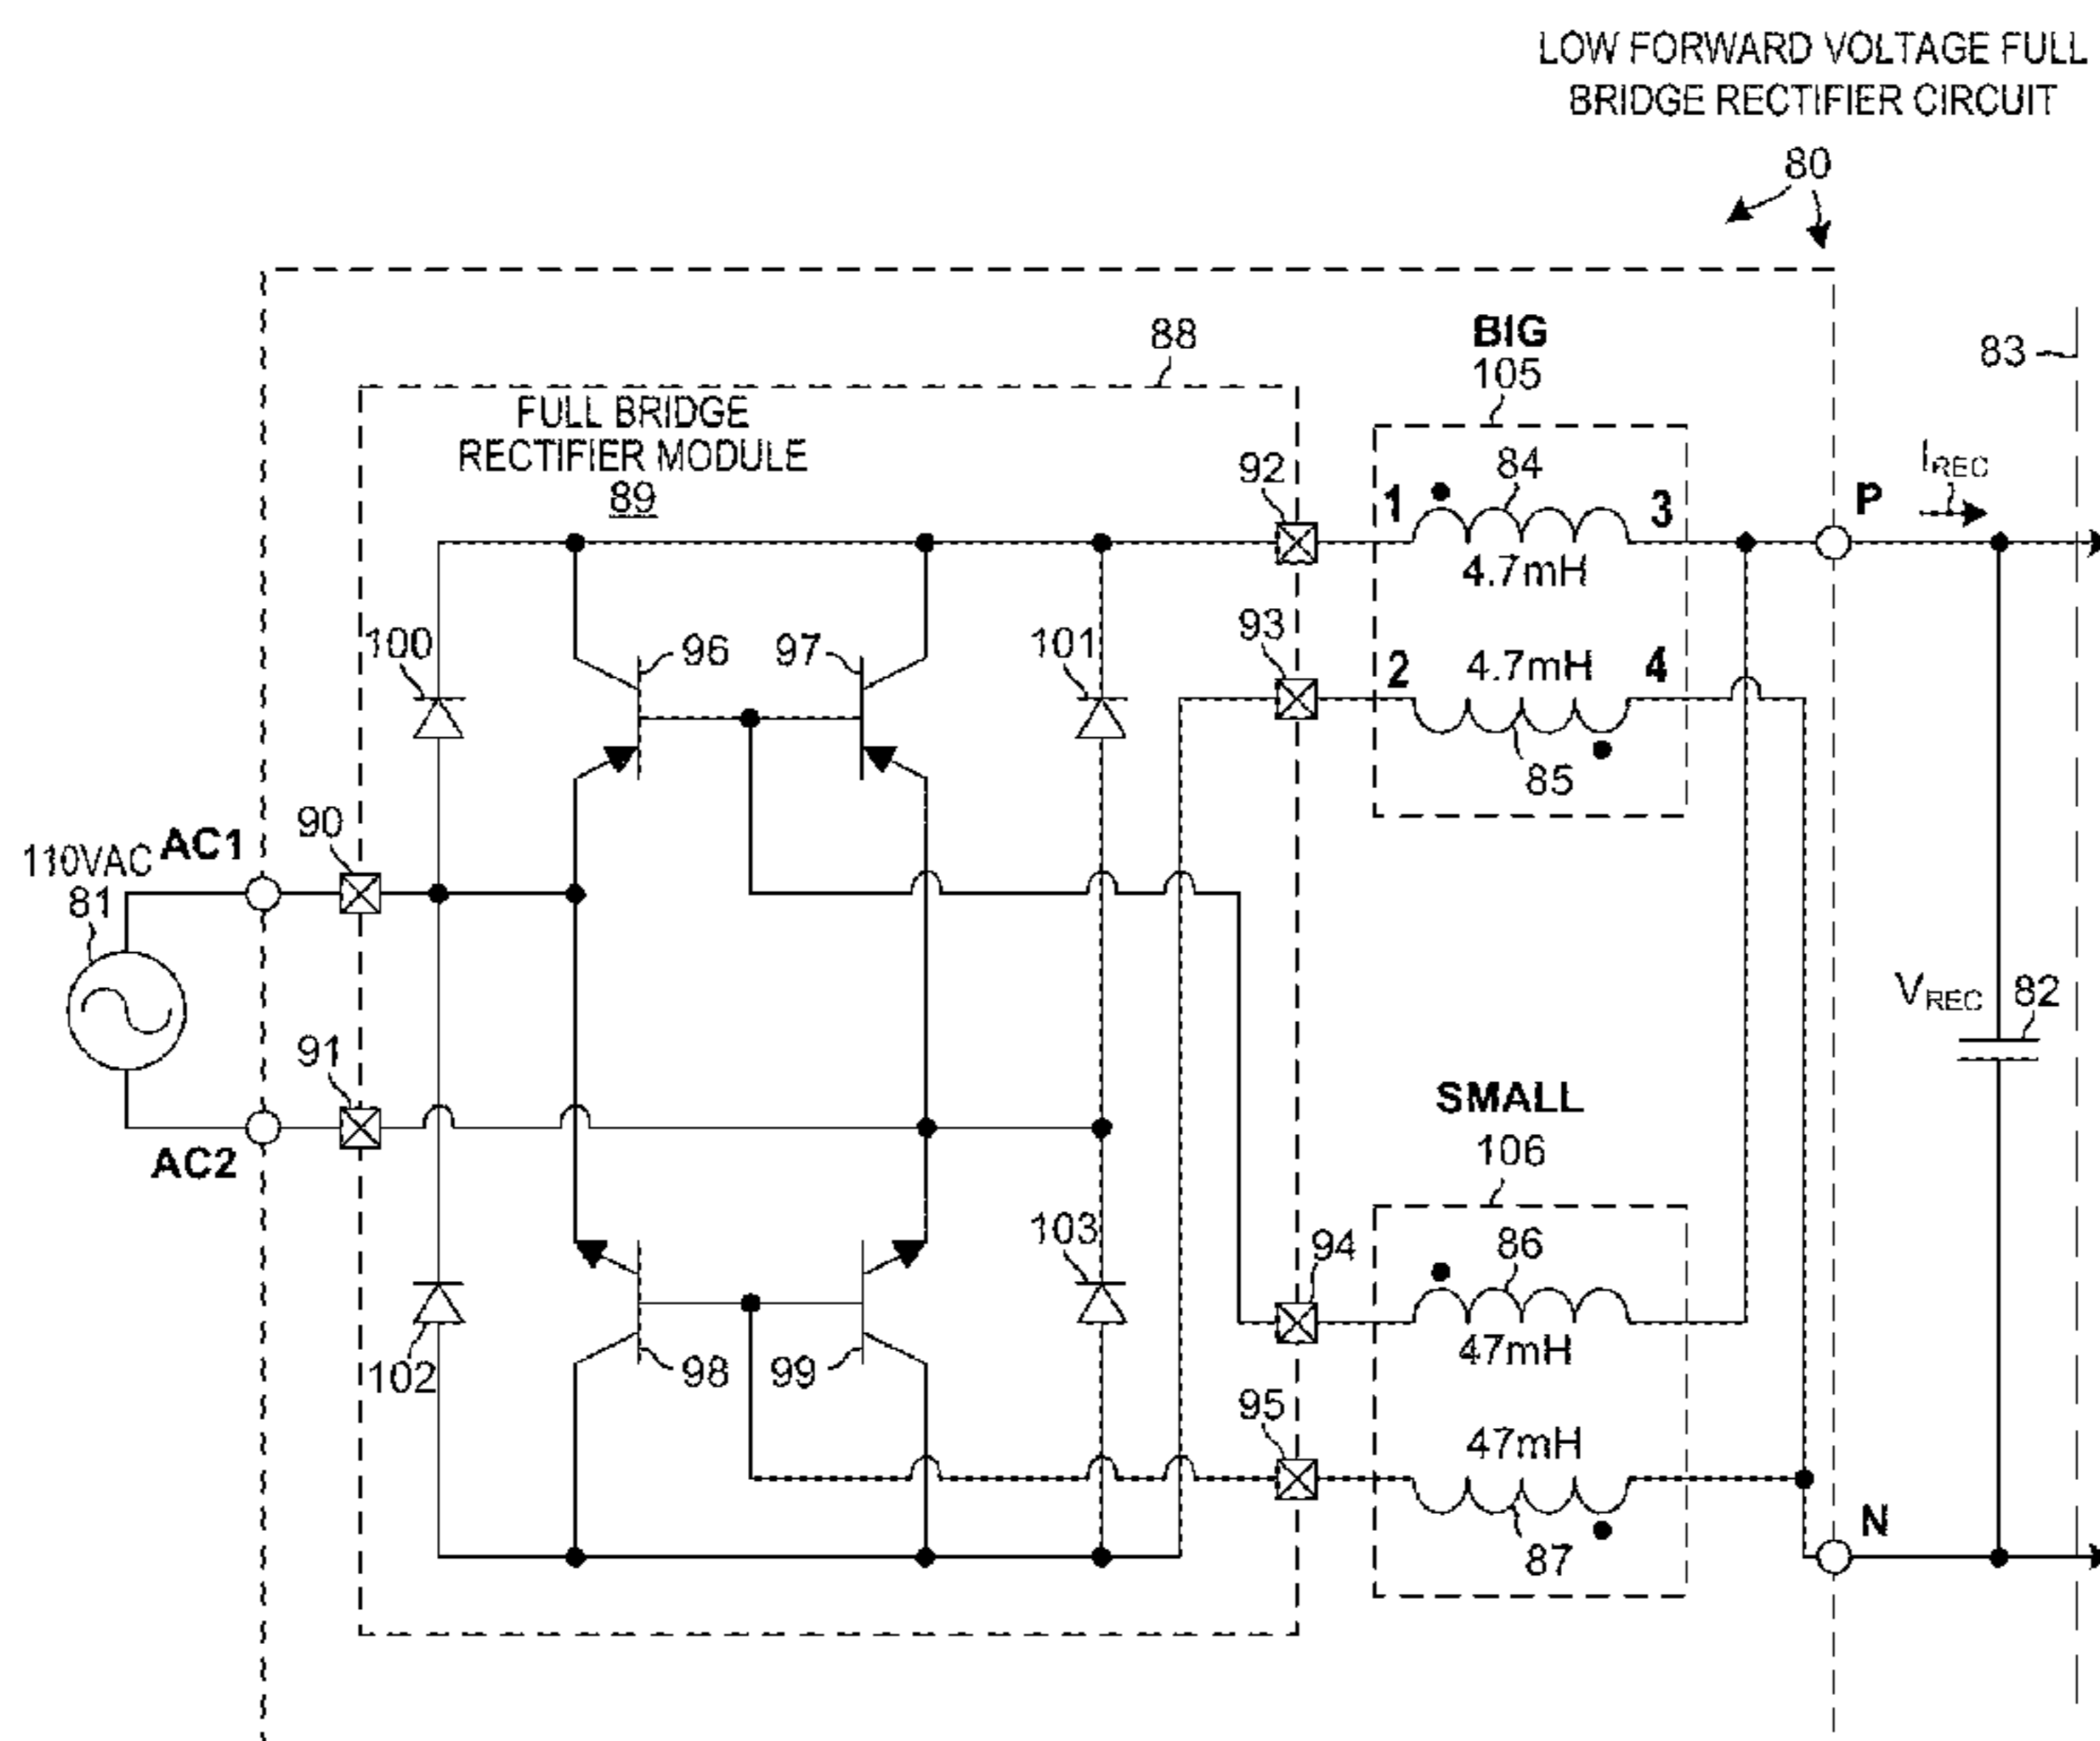 LOW FORWARD VOLTAGE FULL
BRIDGE RECTIFIER CIRCUIT
80
88
BIG
105
83
FULL BRIDGE
RECTIFIER MODULE
89
92
1
84
3
P
IREC
4.7mH
93
100
96
97
101
2
4.7mH
4
85
90
AC1
110VAC
81
VREC
82
91
AC2
SMALL
106
103
94
86
47mH
102
98
99
95
47mH
87
N